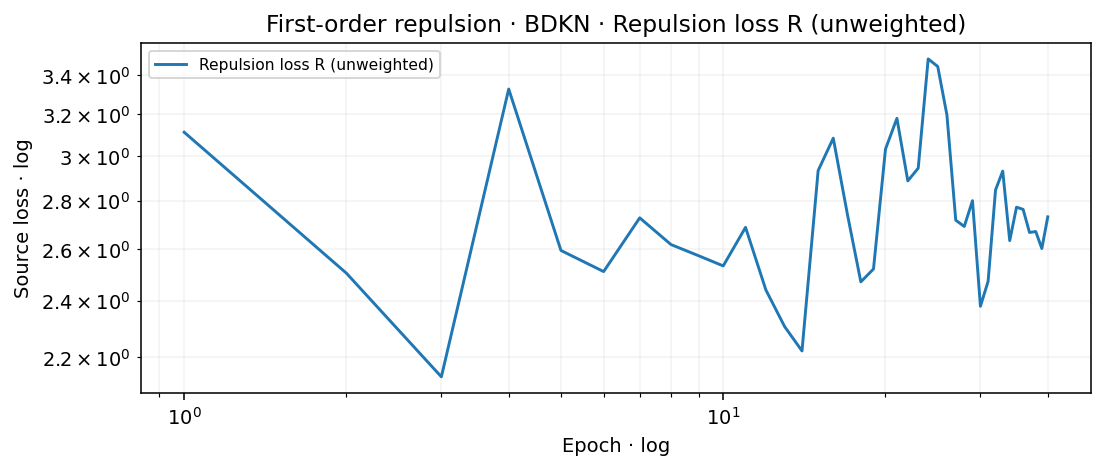 First-order repulsion · BDKN · Repulsion loss R (unweighted)
Repulsion loss R (unweighted)
Source loss · log
3.4 × 10⁰
3.2 × 10⁰
3 × 10⁰
2.8 × 10⁰
2.6 × 10⁰
2.4 × 10⁰
2.2 × 10⁰
10⁰ 10¹
Epoch · log